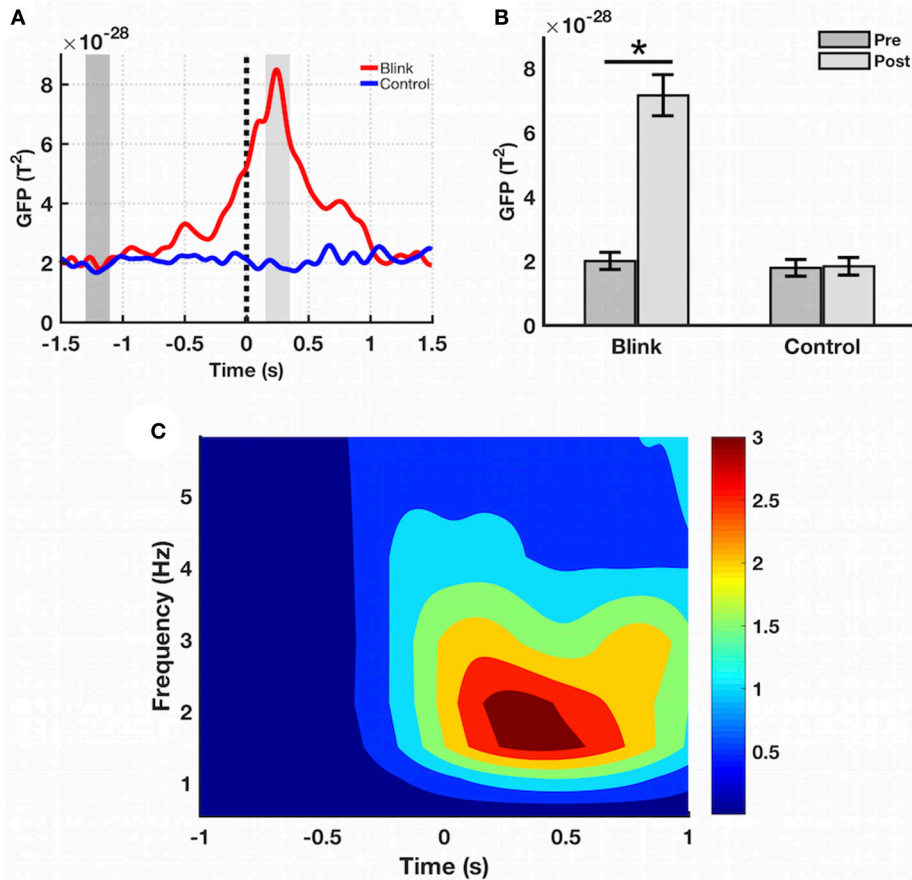 A
×10⁻²⁸
8
6
4
2
0
GFP (T²)
-1.5
-1
-0.5
0
0.5
1
1.5
Time (s)
Blink
Control
B
×10⁻²⁸
8
6
4
2
0
GFP (T²)
*
Pre
Post
Blink
Control
C
5
4
3
2
1
Frequency (Hz)
-1
-0.5
0
0.5
1
Time (s)
3
2.5
2
1.5
1
0.5